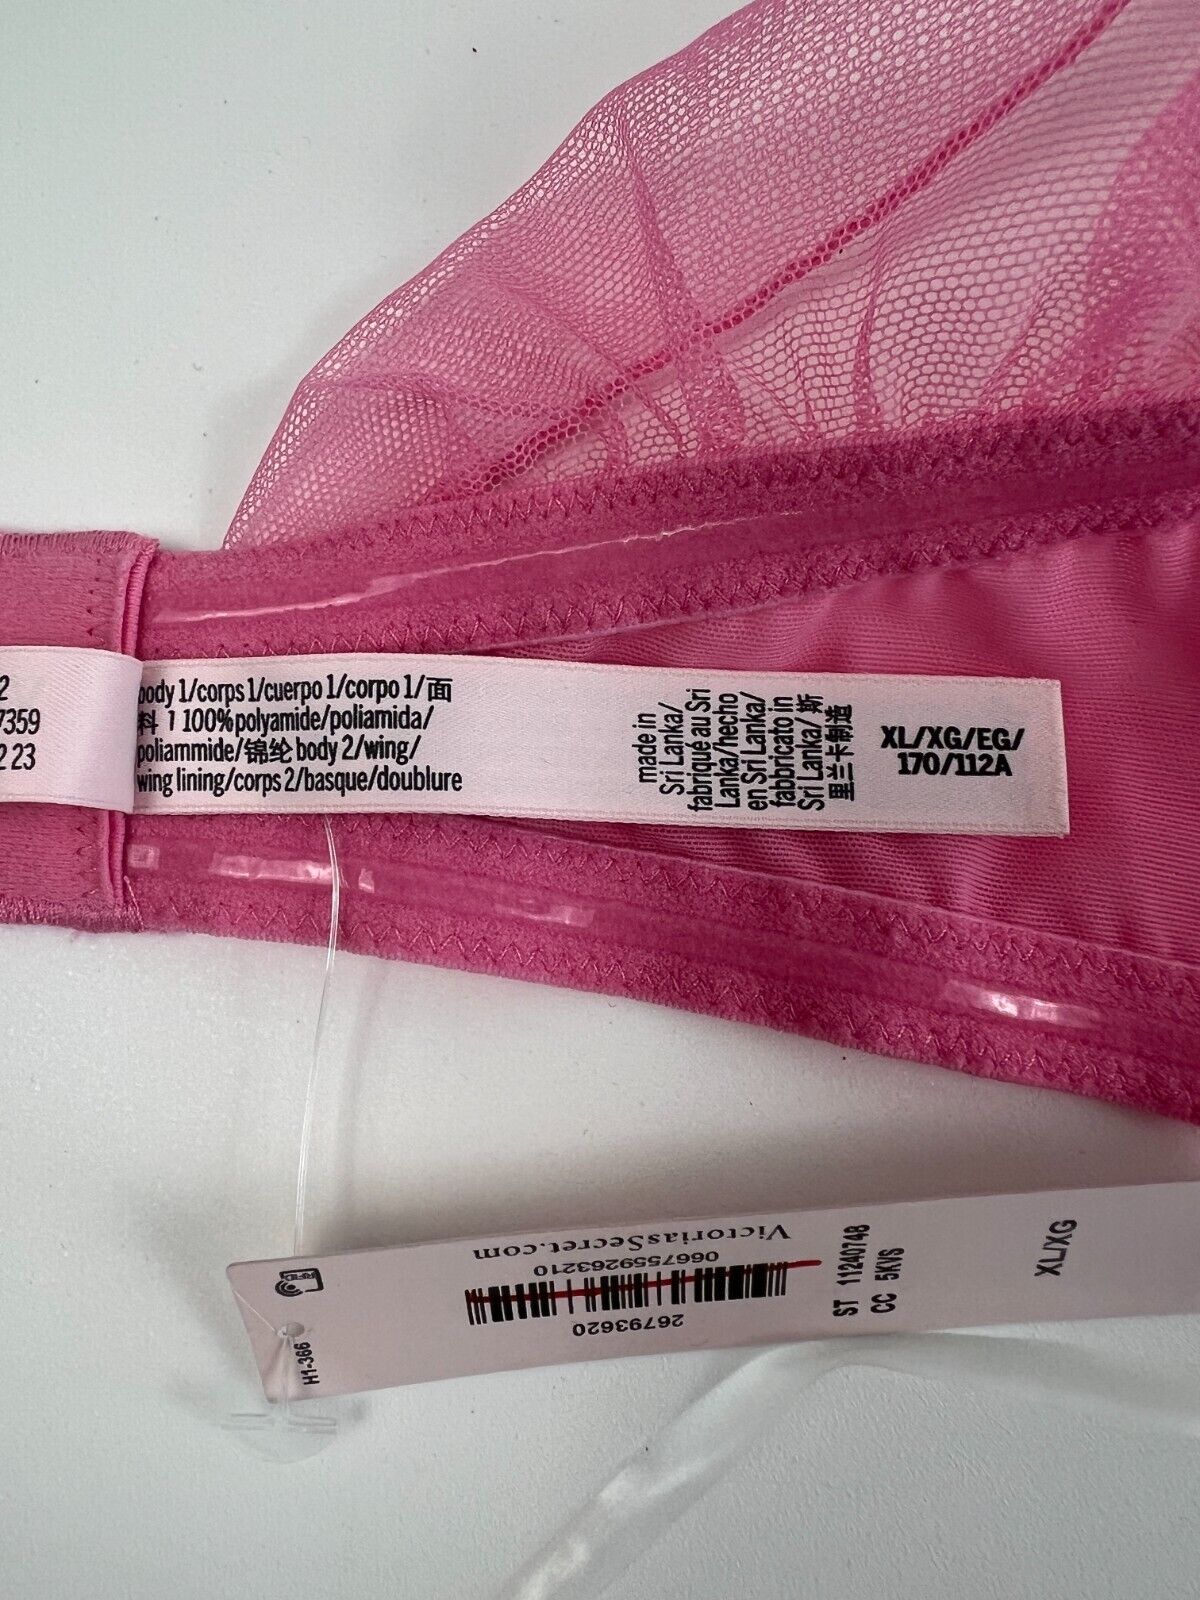 2
7359
2 23
body 1/corps 1/cuerpo 1/corpo 1/面
料 1 100% polyamide/poliamida/
poliammide/锦纶 body 2/wing/
wing lining/corps 2/basque/doublure
made in
Sri Lanka/
fabriqué au Sri
Lanka/hecho
en Sri Lanka/
fabbricato in
Sri Lanka/ 斯
里兰卡制造
XL/XG/EG/
170/112A
RFID
H1-366
VictoriasSecret.com
0667559263210
26793620
ST 11240748
CC 5KVS
XL/XG